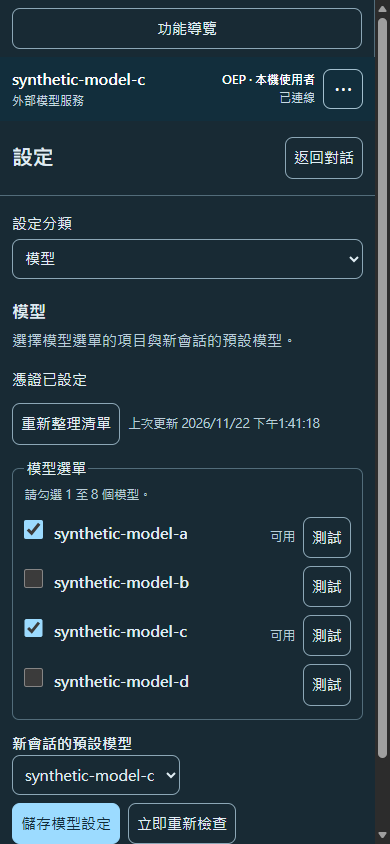 功能導覽
synthetic-model-c
外部模型服務
OEP · 本機使用者
已連線
...
設定
返回對話
設定分類
模型
模型
選擇模型選單的項目與新會話的預設模型。
憑證已設定
重新整理清單
上次更新 2026/11/22 下午1:41:18
模型選單
請勾選 1 至 8 個模型。
synthetic-model-a
可用
測試
synthetic-model-b
測試
synthetic-model-c
可用
測試
synthetic-model-d
測試
新會話的預設模型
synthetic-model-c
儲存模型設定
立即重新檢查